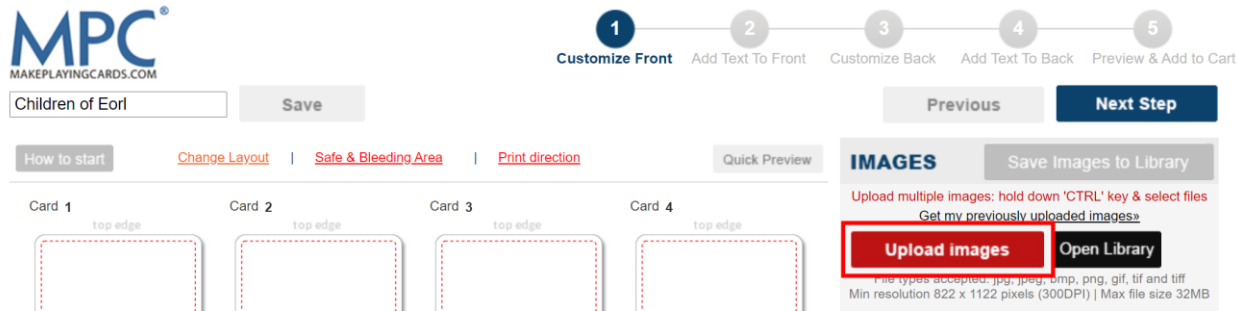 MPC®
MAKEPLAYINGCARDS.COM
1 2 3 4 5
Customize Front Add Text To Front Customize Back Add Text To Back Preview & Add to Cart
Children of Eorl Save Previous Next Step
How to start Change Layout | Safe & Bleeding Area | Print direction Quick Preview
IMAGES Save Images to Library
Upload multiple images: hold down 'CTRL' key & select files
Get my previously uploaded images»
Upload images Open Library
File types accepted: jpg, jpeg, bmp, png, gif, tif and tiff
Min resolution 822 x 1122 pixels (300DPI) | Max file size 32MB
Card 1 Card 2 Card 3 Card 4
top edge top edge top edge top edge